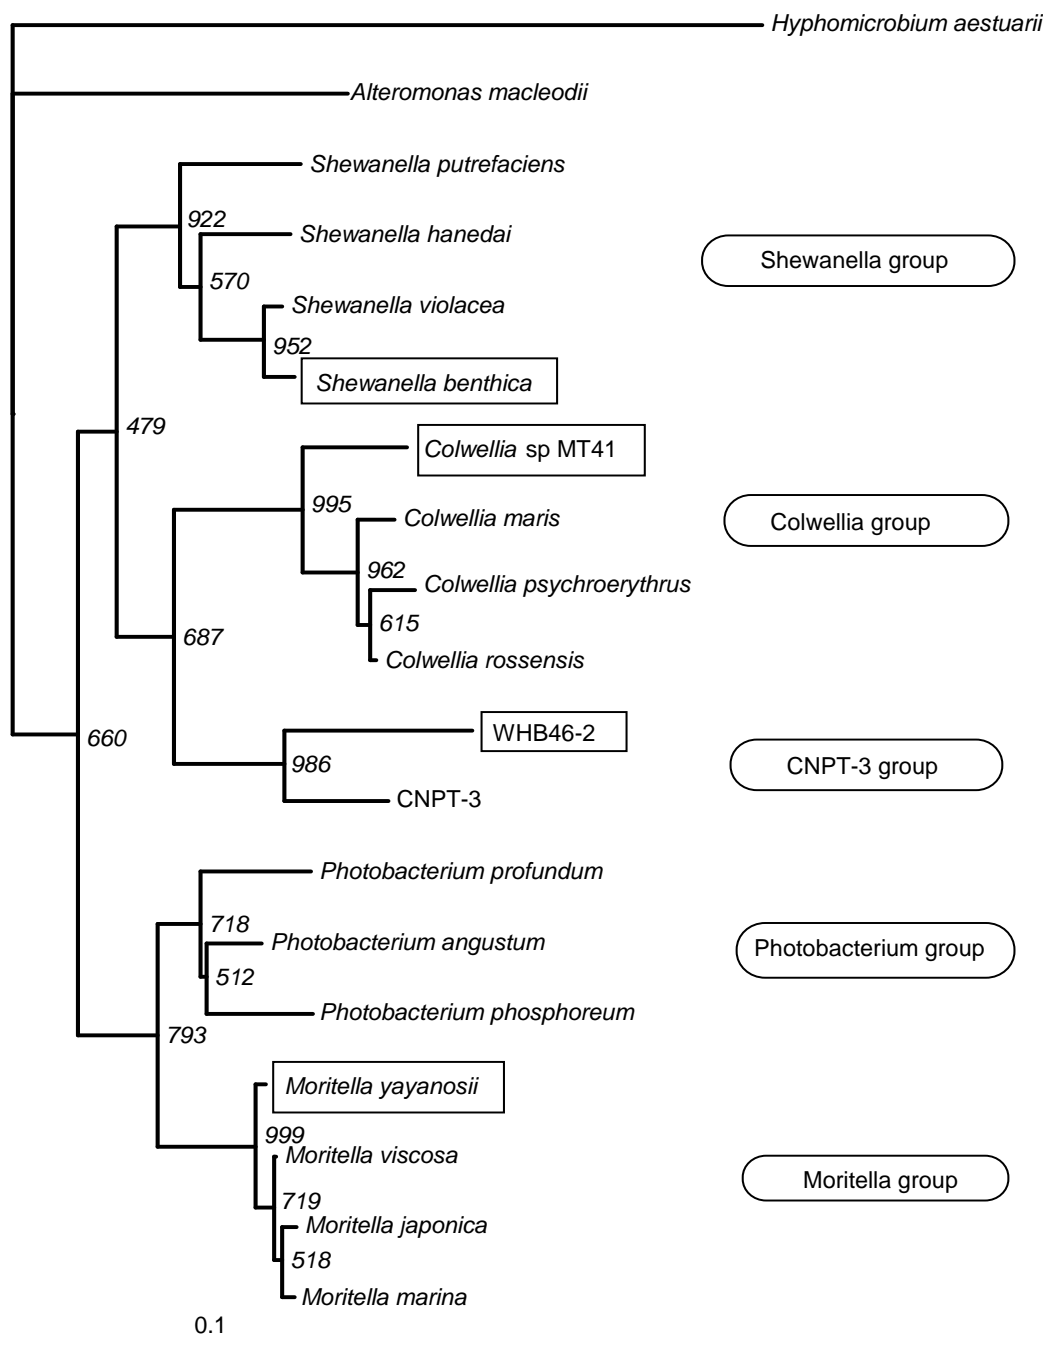 Hyphomicrobium aestuarii
Alteromonas macleodii
Shewanella putrefaciens
922
Shewanella hanedai
Shewanella group
570
Shewanella violacea
952
Shewanella benthica
479
Colwellia sp MT41
995
Colwellia maris
Colwellia group
962
Colwellia psychroerythrus
615
687
Colwellia rossensis
660
WHB46-2
986
CNPT-3 group
CNPT-3
Photobacterium profundum
718
Photobacterium angustum
Photobacterium group
512
Photobacterium phosphoreum
793
Moritella yayanosii
999
Moritella viscosa
Moritella group
719
Moritella japonica
518
Moritella marina
0.1